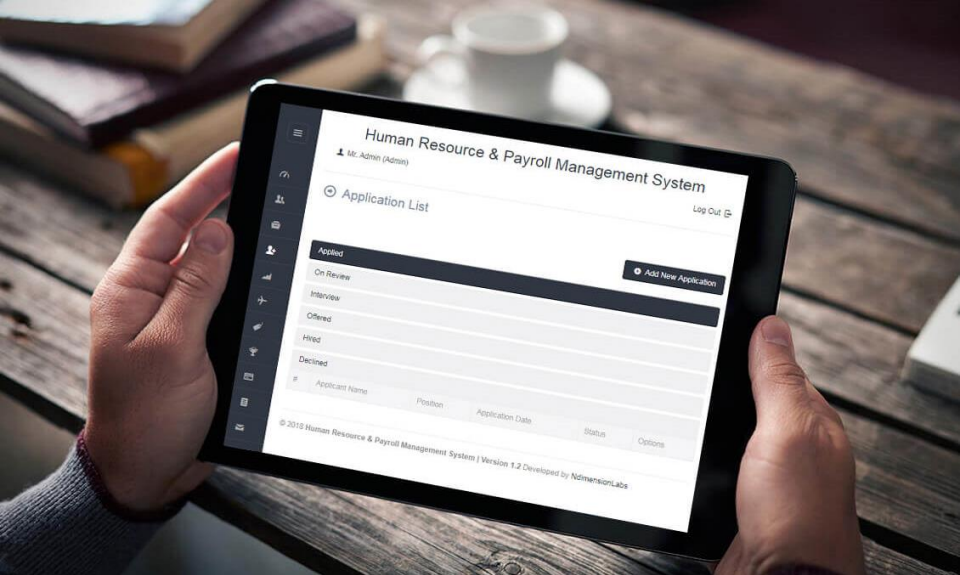 Human Resource & Payroll Management System
Mr. Admin (Admin)
Log Out
Application List
Add New Application
Applied
On Review
Interview
Offered
Hired
Declined
# Applicant Name Position Application Date Status Options
© 2018 Human Resource & Payroll Management System | Version 1.2 Developed by NdimensionLabs